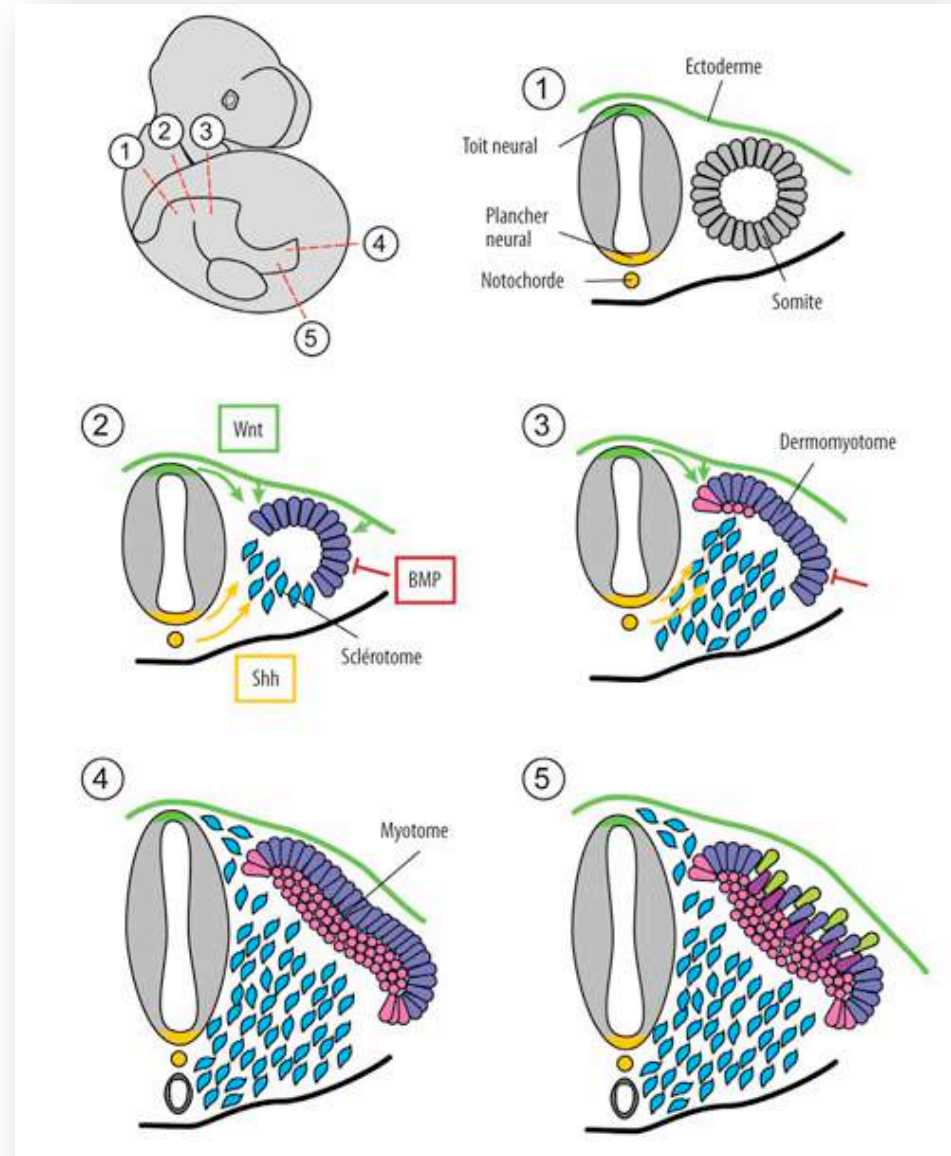 1
2
3
4
5
1
Ectoderme
Toit neural
Plancher
neural
Notochorde
Somite
2
Wnt
BMP
Sclérotome
Shh
3
Dermomyotome
4
Myotome
5